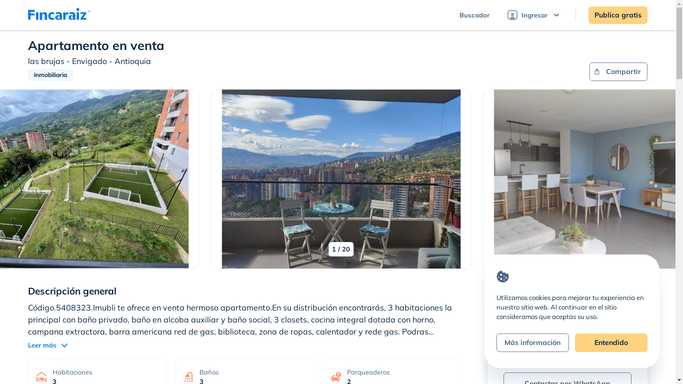 Fincaraiz
Buscador
Ingresar
Publica gratis
Apartamento en venta
las brujas - Envigado - Antioquia
Inmobiliaria
Compartir
1 / 20
Descripción general
Código.5408323.Imubli te ofrece en venta hermoso apartamento.En su distribución encontrarás, 3 habitaciones la
principal con baño privado, baño en alcoba auxiliar y baño social, 3 closets, cocina integral dotada con horno,
campana extractora, barra americana red de gas, biblioteca, zona de ropas, calentador y rede gas. Podras...
Leer más
Habitaciones
3
Baños
3
Parqueaderos
2
Utilizamos cookies para mejorar tu experiencia en
nuestro sitio web. Al continuar en el sitio
consideramos que aceptas su uso.
Más información
Entendido
Contactar por WhatsApp